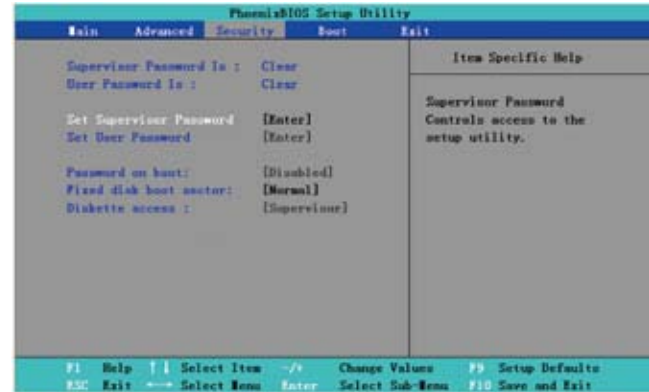 PhoenixBIOS Setup Utility
Main Advanced Security Boot Exit
Supervisor Password Is : Clear
User Password Is : Clear
Set Supervisor Password [Enter]
Set User Password [Enter]
Password on boot: [Disabled]
Fixed disk boot sector: [Normal]
Diskette access : [Supervisor]
Item Specific Help
Supervisor Password
Controls access to the
setup utility.
F1 Help ↑↓ Select Item -/+ Change Values F9 Setup Defaults
ESC Exit ←→ Select Menu Enter Select Sub-Menu F10 Save and Exit